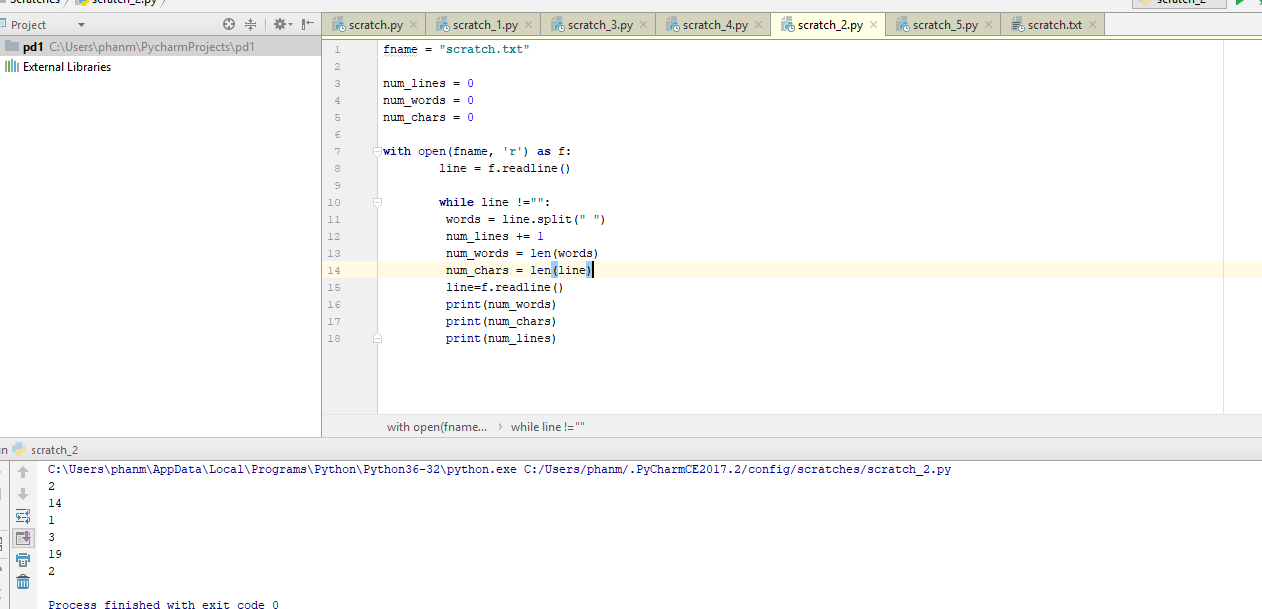 Scratches scratch_2.py scratch_2
Project
scratch.py scratch_1.py scratch_3.py scratch_4.py scratch_2.py scratch_5.py scratch.txt
pd1 C:\Users\phanm\PycharmProjects\pd1
External Libraries
1 fname = "scratch.txt"
2
3 num_lines = 0
4 num_words = 0
5 num_chars = 0
6
7 with open(fname, 'r') as f:
8 line = f.readline()
9
10 while line !="":
11 words = line.split(" ")
12 num_lines += 1
13 num_words = len(words)
14 num_chars = len(line)
15 line=f.readline()
16 print(num_words)
17 print(num_chars)
18 print(num_lines)
with open(fname... › while line !=""
scratch_2
C:\Users\phanm\AppData\Local\Programs\Python\Python36-32\python.exe C:/Users/phanm/.PyCharmCE2017.2/config/scratches/scratch_2.py
2
14
1
3
19
2
Process finished with exit code 0